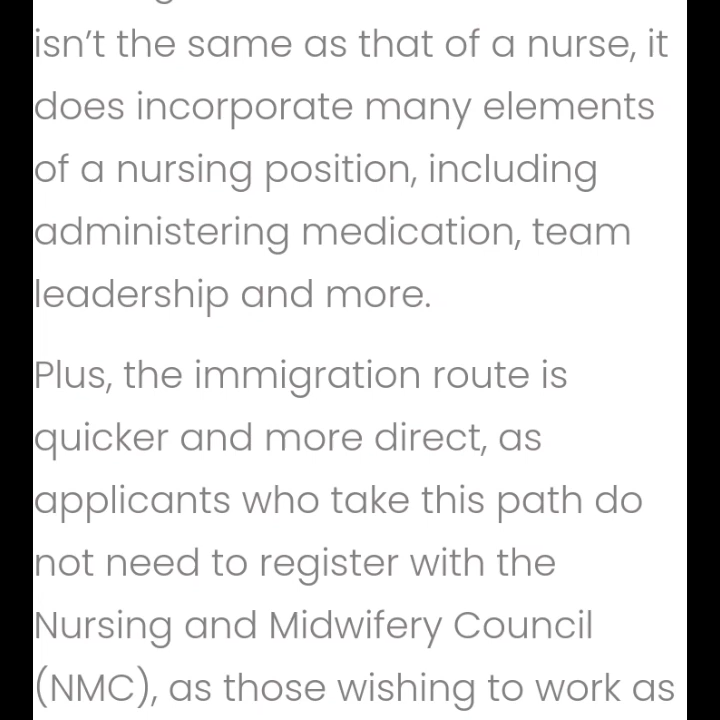 isn’t the same as that of a nurse, it
does incorporate many elements
of a nursing position, including
administering medication, team
leadership and more.
Plus, the immigration route is
quicker and more direct, as
applicants who take this path do
not need to register with the
Nursing and Midwifery Council
(NMC), as those wishing to work as